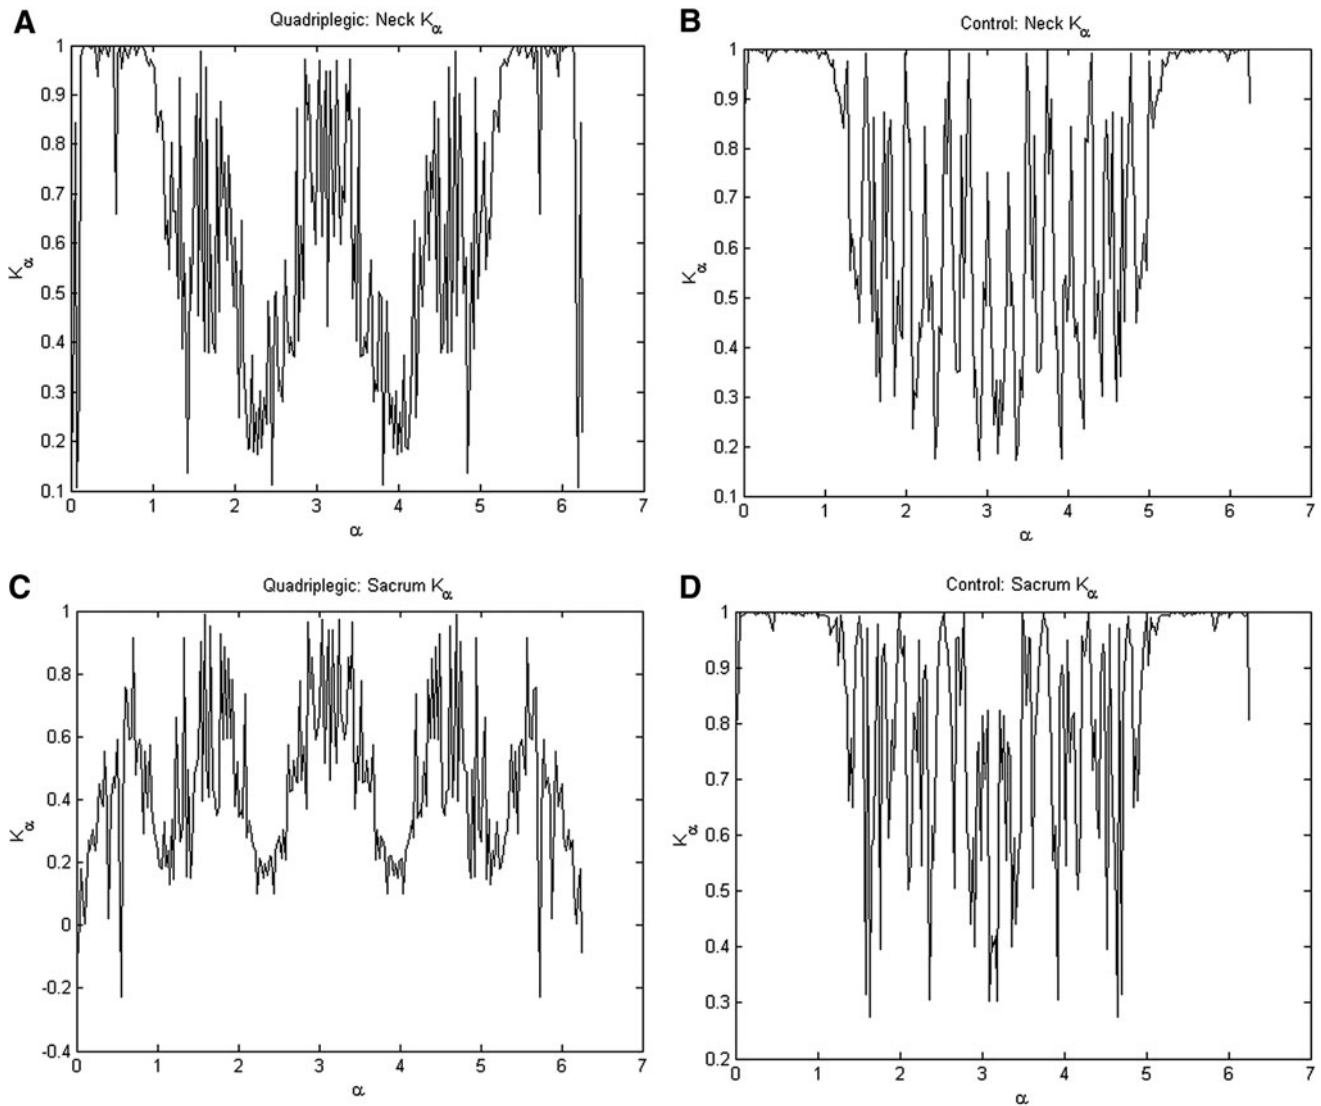 A
Quadriplegic: Neck Kα
1
0.9
0.8
0.7
0.6
0.5
0.4
0.3
0.2
0.1
Kα
0 1 2 3 4 5 6 7
α
B
Control: Neck Kα
1
0.9
0.8
0.7
0.6
0.5
0.4
0.3
0.2
0.1
Kα
0 1 2 3 4 5 6 7
α
C
Quadriplegic: Sacrum Kα
1
0.8
0.6
0.4
0.2
0
-0.2
-0.4
Kα
0 1 2 3 4 5 6 7
α
D
Control: Sacrum Kα
1
0.9
0.8
0.7
0.6
0.5
0.4
0.3
0.2
Kα
0 1 2 3 4 5 6 7
α